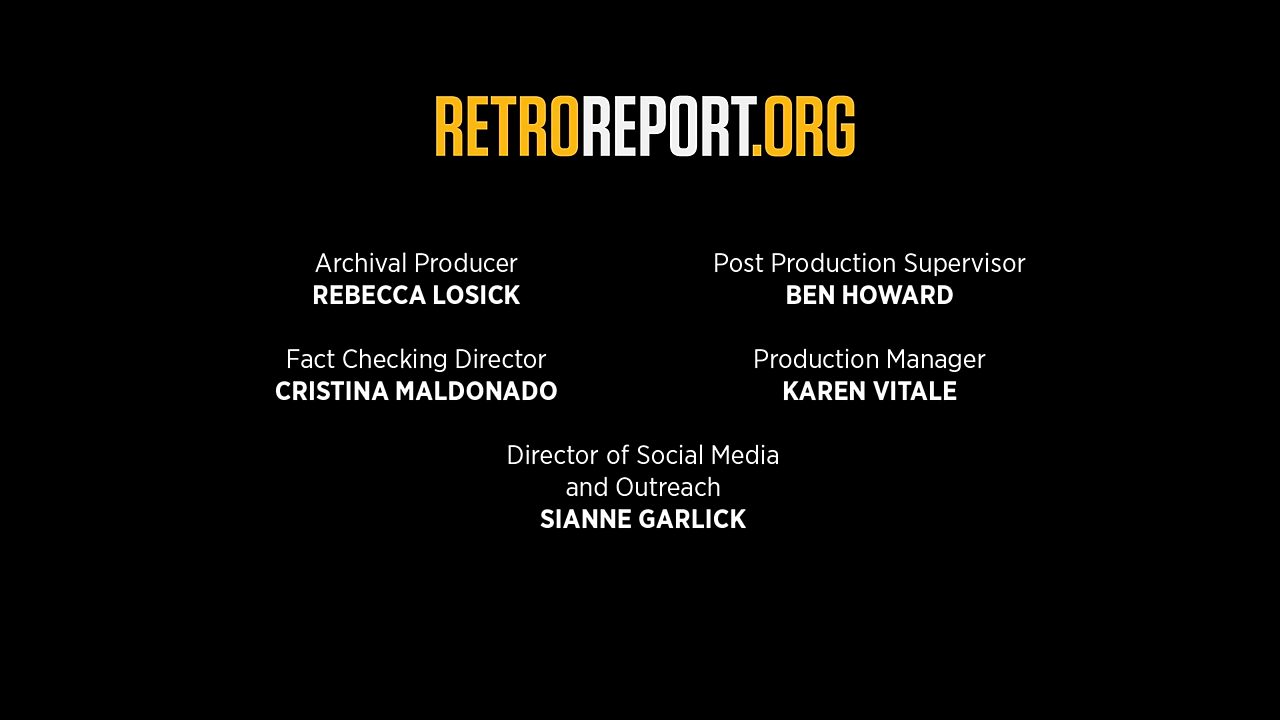 RETROREPORT.ORG
Archival Producer
REBECCA LOSICK
Post Production Supervisor
BEN HOWARD
Fact Checking Director
CRISTINA MALDONADO
Production Manager
KAREN VITALE
Director of Social Media
and Outreach
SIANNE GARLICK